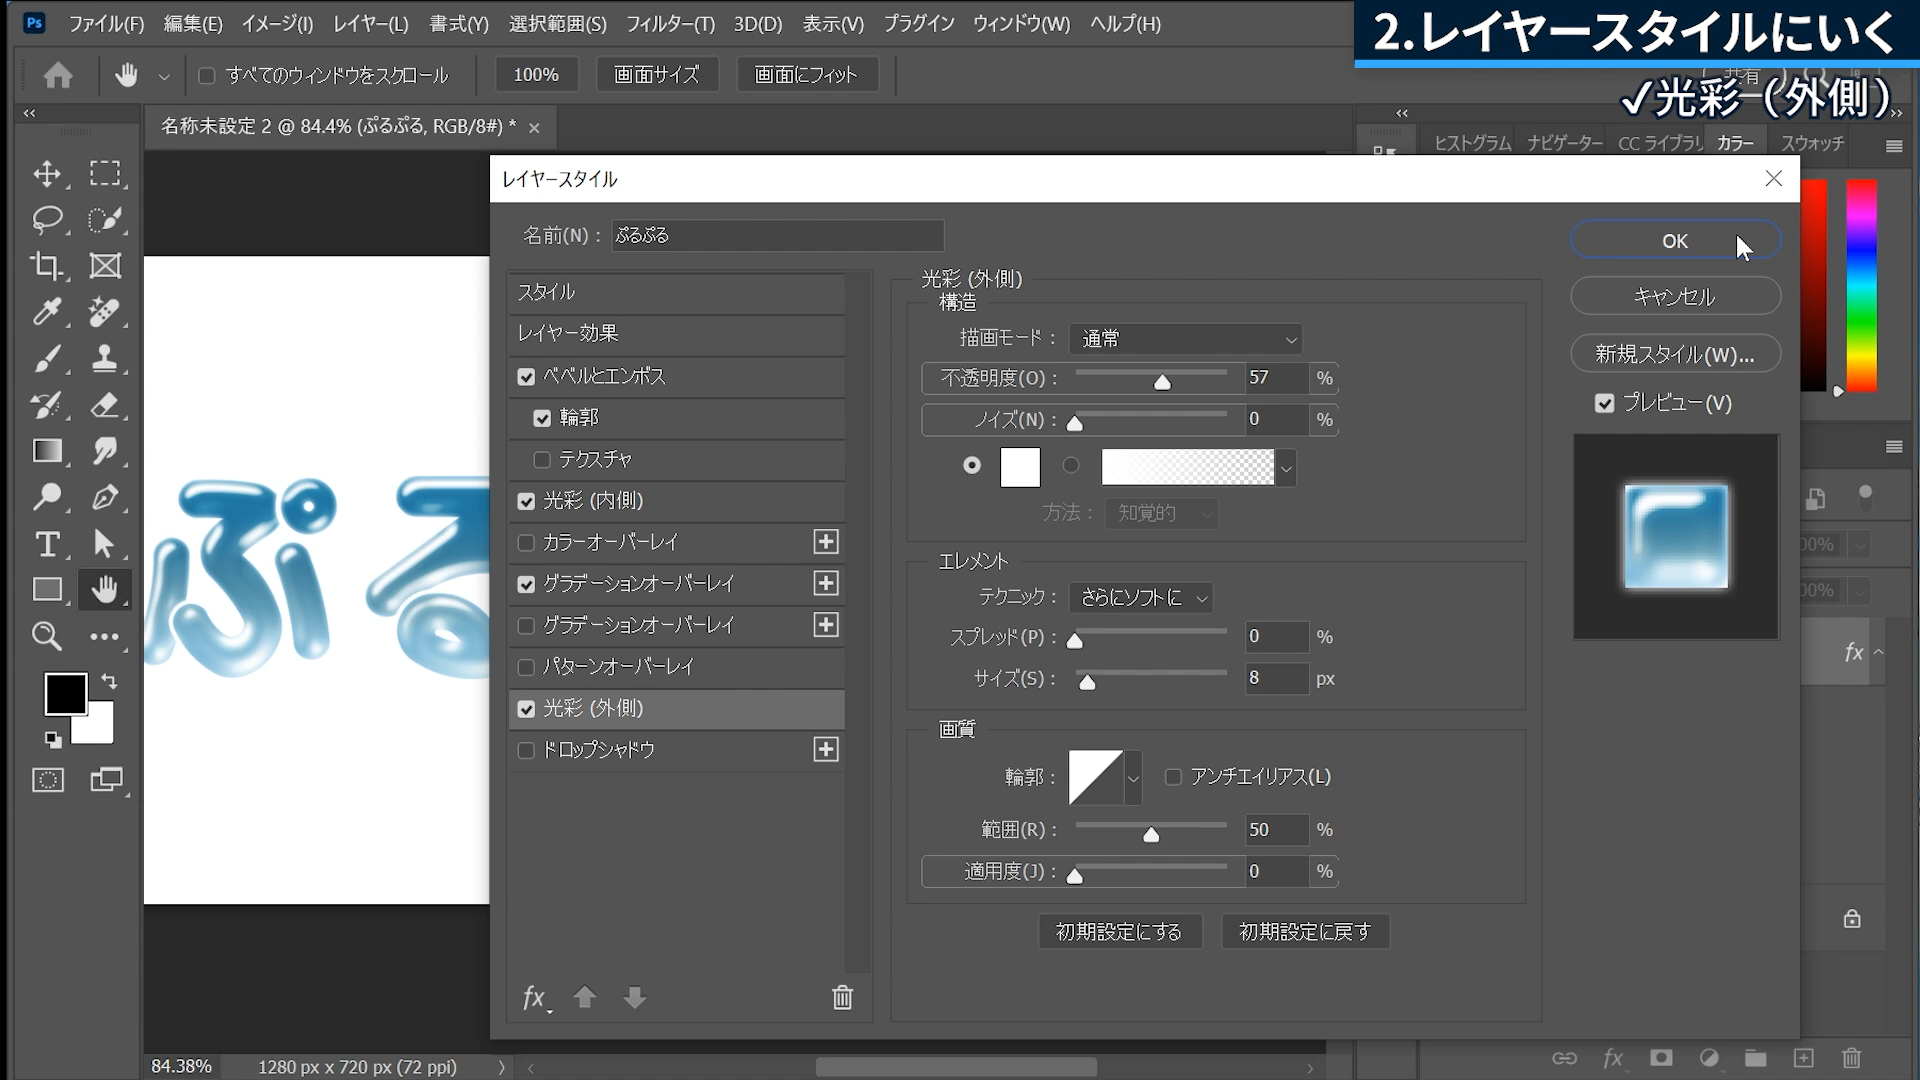 Ps ファイル(F) 編集(E) イメージ(I) レイヤー(L) 書式(Y) 選択範囲(S) フィルター(T) 3D(D) 表示(V) プラグイン ウィンドウ(W) ヘルプ(H)
2.レイヤースタイルにいく
すべてのウィンドウをスクロール 100% 画面サイズ 画面にフィット
共有
✓光彩（外側）
名称未設定 2 @ 84.4% (ぷるぷる, RGB/8#) *
ヒストグラム ナビゲーター CC ライブラリ カラー スウォッチ
レイヤースタイル
名前(N)： ぷるぷる
スタイル
レイヤー効果
ベベルとエンボス
輪郭
テクスチャ
光彩 (内側)
カラーオーバーレイ
グラデーションオーバーレイ
グラデーションオーバーレイ
パターンオーバーレイ
光彩 (外側)
ドロップシャドウ
fx
光彩 (外側)
構造
描画モード： 通常
不透明度(O)： 57 %
ノイズ(N)： 0 %
方法： 知覚的
エレメント
テクニック： さらにソフトに
スプレッド(P)： 0 %
サイズ(S)： 8 px
画質
輪郭： アンチエイリアス(L)
範囲(R)： 50 %
適用度(J)： 0 %
初期設定にする 初期設定に戻す
OK
キャンセル
新規スタイル(W)...
プレビュー(V)
00%
00%
fx
ぷる
84.38% 1280 px x 720 px (72 ppi)
fx